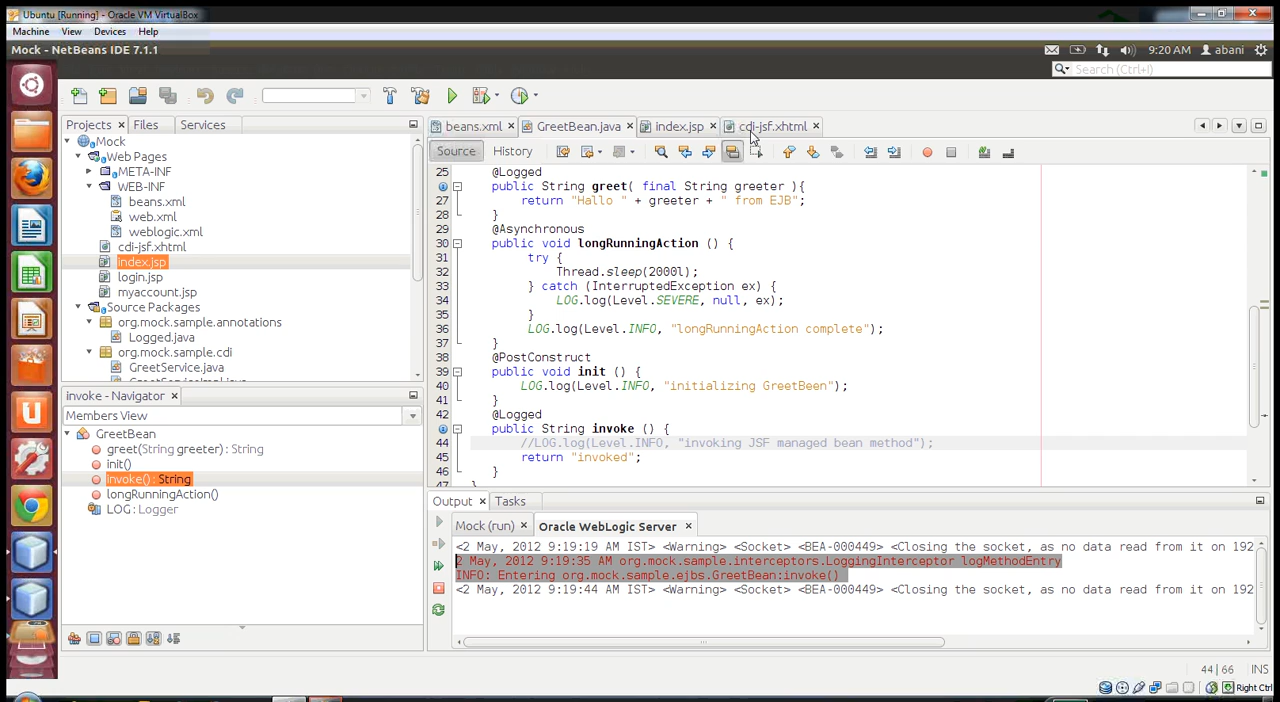 Ubuntu [Running] - Oracle VM VirtualBox
Machine View Devices Help
Mock - NetBeans IDE 7.1.1
9:20 AM abani
Search (Ctrl+I)
Projects Files Services
beans.xml GreetBean.java index.jsp cdi-jsf.xhtml
Source History
Mock
Web Pages
META-INF
WEB-INF
beans.xml
web.xml
weblogic.xml
cdi-jsf.xhtml
index.jsp
login.jsp
myaccount.jsp
Source Packages
org.mock.sample.annotations
Logged.java
org.mock.sample.cdi
GreetService.java
25 @Logged
public String greet( final String greeter ){
27 return "Hallo " + greeter + " from EJB";
28 }
29 @Asynchronous
30 public void longRunningAction () {
31 try {
32 Thread.sleep(2000l);
33 } catch (InterruptedException ex) {
34 LOG.log(Level.SEVERE, null, ex);
35 }
36 LOG.log(Level.INFO, "longRunningAction complete");
37 }
38 @PostConstruct
39 public void init () {
40 LOG.log(Level.INFO, "initializing GreetBeen");
41 }
42 @Logged
public String invoke () {
44 //LOG.log(Level.INFO, "invoking JSF managed bean method");
45 return "invoked";
46 }
47 }
invoke - Navigator
Members View
GreetBean
greet(String greeter) : String
init()
invoke() : String
longRunningAction()
LOG : Logger
Output Tasks
Mock (run) Oracle WebLogic Server
<2 May, 2012 9:19:19 AM IST> <Warning> <Socket> <BEA-000449> <Closing the socket, as no data read from it on 192
2 May, 2012 9:19:35 AM org.mock.sample.interceptors.LoggingInterceptor logMethodEntry
INFO: Entering org.mock.sample.ejbs.GreetBean:invoke()
<2 May, 2012 9:19:44 AM IST> <Warning> <Socket> <BEA-000449> <Closing the socket, as no data read from it on 192
44 | 66 INS
Right Ctrl